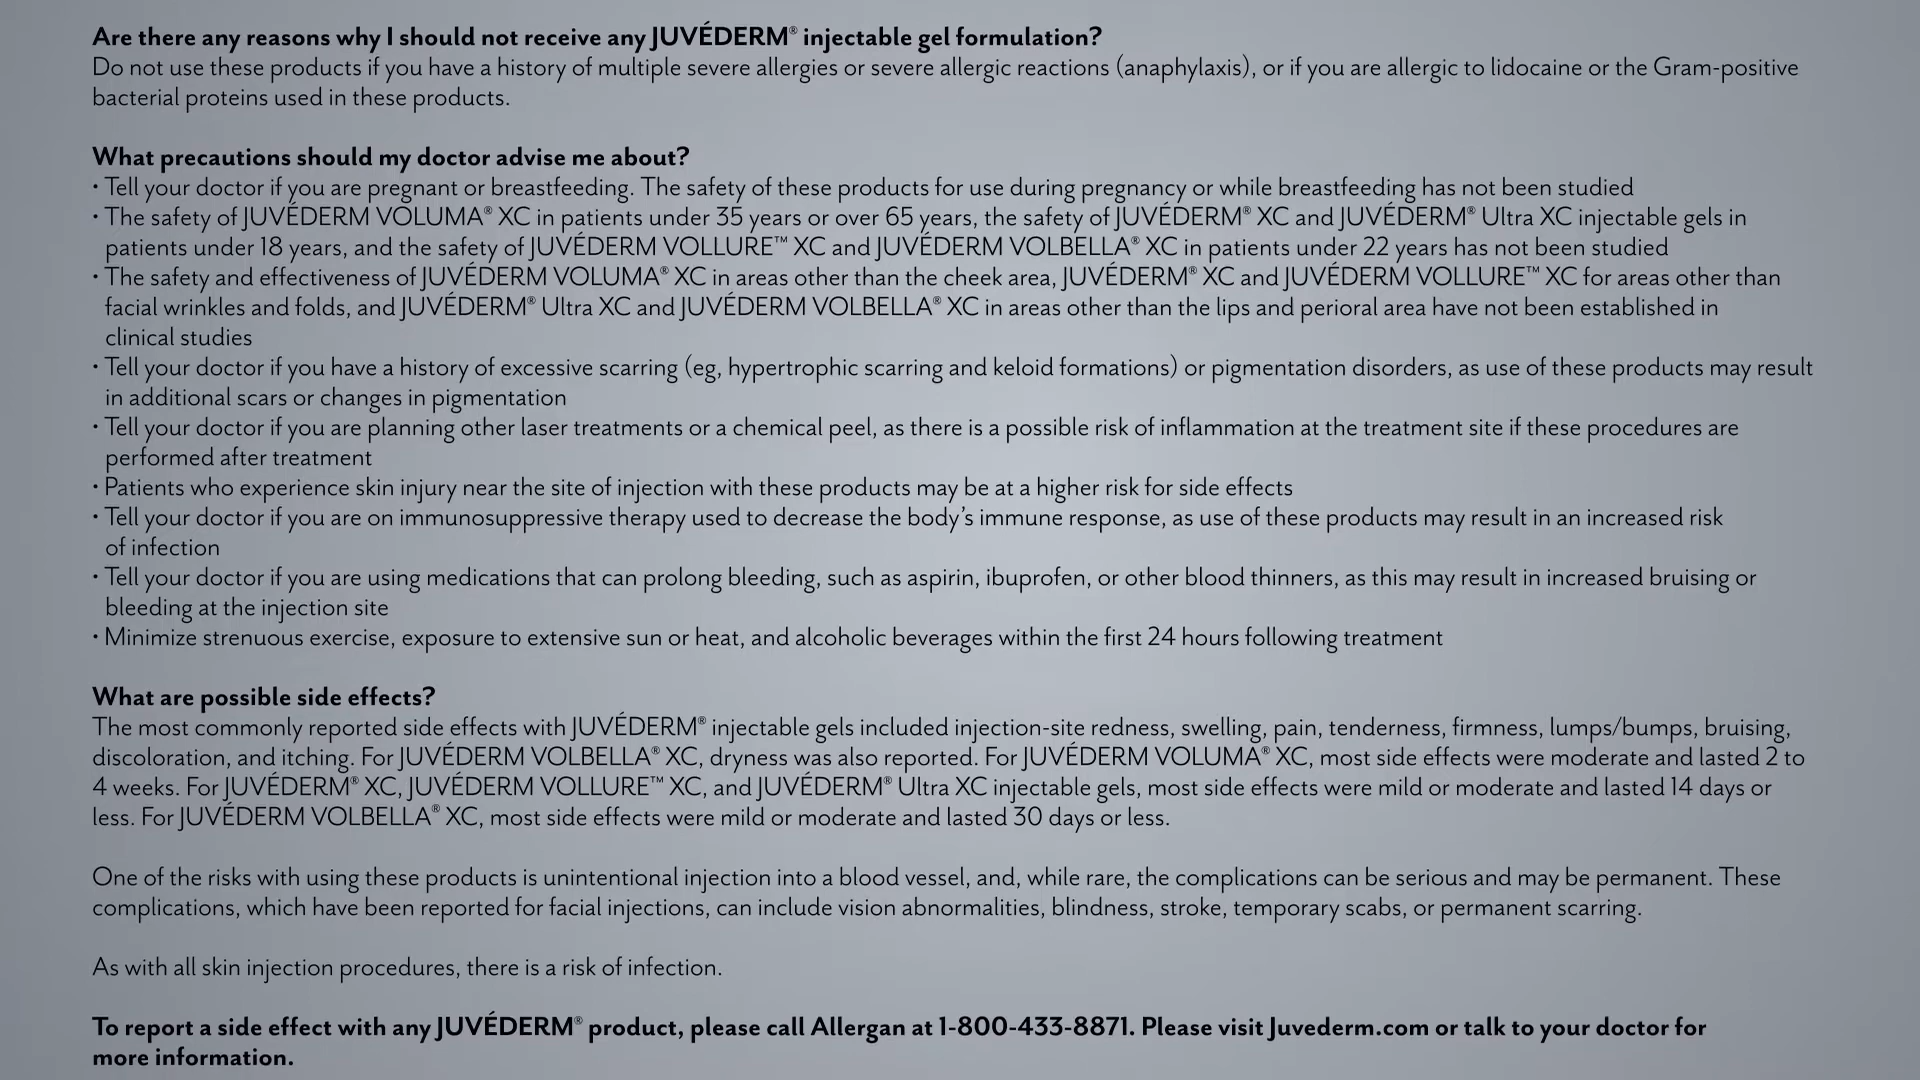 Are there any reasons why I should not receive any JUVÉDERM® injectable gel formulation?
Do not use these products if you have a history of multiple severe allergies or severe allergic reactions (anaphylaxis), or if you are allergic to lidocaine or the Gram-positive
bacterial proteins used in these products.
What precautions should my doctor advise me about?
• Tell your doctor if you are pregnant or breastfeeding. The safety of these products for use during pregnancy or while breastfeeding has not been studied
• The safety of JUVÉDERM VOLUMA® XC in patients under 35 years or over 65 years, the safety of JUVÉDERM® XC and JUVÉDERM® Ultra XC injectable gels in
patients under 18 years, and the safety of JUVÉDERM VOLLURE™ XC and JUVÉDERM VOLBELLA® XC in patients under 22 years has not been studied
• The safety and effectiveness of JUVÉDERM VOLUMA® XC in areas other than the cheek area, JUVÉDERM® XC and JUVÉDERM VOLLURE™ XC for areas other than
facial wrinkles and folds, and JUVÉDERM® Ultra XC and JUVÉDERM VOLBELLA® XC in areas other than the lips and perioral area have not been established in
clinical studies
• Tell your doctor if you have a history of excessive scarring (eg, hypertrophic scarring and keloid formations) or pigmentation disorders, as use of these products may result
in additional scars or changes in pigmentation
• Tell your doctor if you are planning other laser treatments or a chemical peel, as there is a possible risk of inflammation at the treatment site if these procedures are
performed after treatment
• Patients who experience skin injury near the site of injection with these products may be at a higher risk for side effects
• Tell your doctor if you are on immunosuppressive therapy used to decrease the body’s immune response, as use of these products may result in an increased risk
of infection
• Tell your doctor if you are using medications that can prolong bleeding, such as aspirin, ibuprofen, or other blood thinners, as this may result in increased bruising or
bleeding at the injection site
• Minimize strenuous exercise, exposure to extensive sun or heat, and alcoholic beverages within the first 24 hours following treatment
What are possible side effects?
The most commonly reported side effects with JUVÉDERM® injectable gels included injection-site redness, swelling, pain, tenderness, firmness, lumps/bumps, bruising,
discoloration, and itching. For JUVÉDERM VOLBELLA® XC, dryness was also reported. For JUVÉDERM VOLUMA® XC, most side effects were moderate and lasted 2 to
4 weeks. For JUVÉDERM® XC, JUVÉDERM VOLLURE™ XC, and JUVÉDERM® Ultra XC injectable gels, most side effects were mild or moderate and lasted 14 days or
less. For JUVÉDERM VOLBELLA® XC, most side effects were mild or moderate and lasted 30 days or less.
One of the risks with using these products is unintentional injection into a blood vessel, and, while rare, the complications can be serious and may be permanent. These
complications, which have been reported for facial injections, can include vision abnormalities, blindness, stroke, temporary scabs, or permanent scarring.
As with all skin injection procedures, there is a risk of infection.
To report a side effect with any JUVÉDERM® product, please call Allergan at 1-800-433-8871. Please visit Juvederm.com or talk to your doctor for
more information.